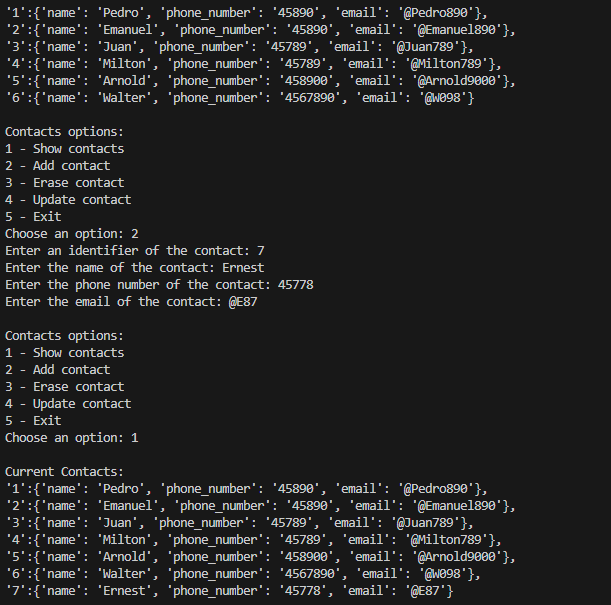 '1':{'name': 'Pedro', 'phone_number': '45890', 'email': '@Pedro890'},
'2':{'name': 'Emanuel', 'phone_number': '45890', 'email': '@Emanuel890'},
'3':{'name': 'Juan', 'phone_number': '45789', 'email': '@Juan789'},
'4':{'name': 'Milton', 'phone_number': '45789', 'email': '@Milton789'},
'5':{'name': 'Arnold', 'phone_number': '458900', 'email': '@Arnold9000'},
'6':{'name': 'Walter', 'phone_number': '4567890', 'email': '@W098'}
Contacts options:
1 - Show contacts
2 - Add contact
3 - Erase contact
4 - Update contact
5 - Exit
Choose an option: 2
Enter an identifier of the contact: 7
Enter the name of the contact: Ernest
Enter the phone number of the contact: 45778
Enter the email of the contact: @E87
Contacts options:
1 - Show contacts
2 - Add contact
3 - Erase contact
4 - Update contact
5 - Exit
Choose an option: 1
Current Contacts:
'1':{'name': 'Pedro', 'phone_number': '45890', 'email': '@Pedro890'},
'2':{'name': 'Emanuel', 'phone_number': '45890', 'email': '@Emanuel890'},
'3':{'name': 'Juan', 'phone_number': '45789', 'email': '@Juan789'},
'4':{'name': 'Milton', 'phone_number': '45789', 'email': '@Milton789'},
'5':{'name': 'Arnold', 'phone_number': '458900', 'email': '@Arnold9000'},
'6':{'name': 'Walter', 'phone_number': '4567890', 'email': '@W098'},
'7':{'name': 'Ernest', 'phone_number': '45778', 'email': '@E87'}